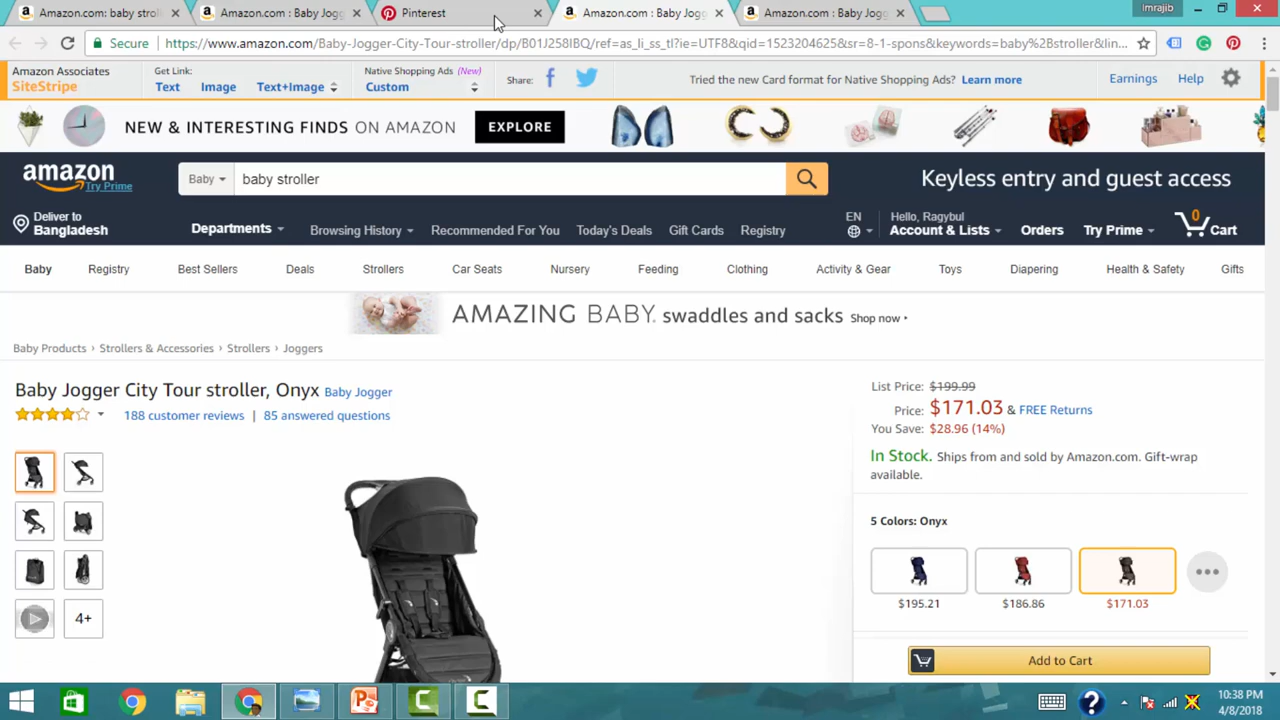 Amazon.com: baby stroll
Amazon.com : Baby Jogg
Pinterest
Amazon.com : Baby Jogg
Amazon.com : Baby Jogg
Imrajib
Secure
https://www.amazon.com/Baby-Jogger-City-Tour-stroller/dp/B01J258IBQ/ref=as_li_ss_tl?ie=UTF8&qid=1523204625&sr=8-1-spons&keywords=baby%2Bstroller&lin...
Amazon Associates
SiteStripe
Get Link:
Text Image Text+Image
Native Shopping Ads (New)
Custom
Share:
Tried the new Card format for Native Shopping Ads? Learn more
Earnings Help
NEW & INTERESTING FINDS ON AMAZON EXPLORE
amazon
Try Prime
Baby
baby stroller
Keyless entry and guest access
Deliver to
Bangladesh
Departments
Browsing History Recommended For You Today's Deals Gift Cards Registry
EN
Hello, Ragybul
Account & Lists
Orders
Try Prime
0
Cart
Baby Registry Best Sellers Deals Strollers Car Seats Nursery Feeding Clothing Activity & Gear Toys Diapering Health & Safety Gifts
AMAZING BABY. swaddles and sacks Shop now ›
Baby Products › Strollers & Accessories › Strollers › Joggers
Baby Jogger City Tour stroller, Onyx Baby Jogger
188 customer reviews | 85 answered questions
4+
List Price: $199.99
Price: $171.03 & FREE Returns
You Save: $28.96 (14%)
In Stock. Ships from and sold by Amazon.com. Gift-wrap
available.
5 Colors: Onyx
$195.21 $186.86 $171.03
Add to Cart
10:38 PM
4/8/2018